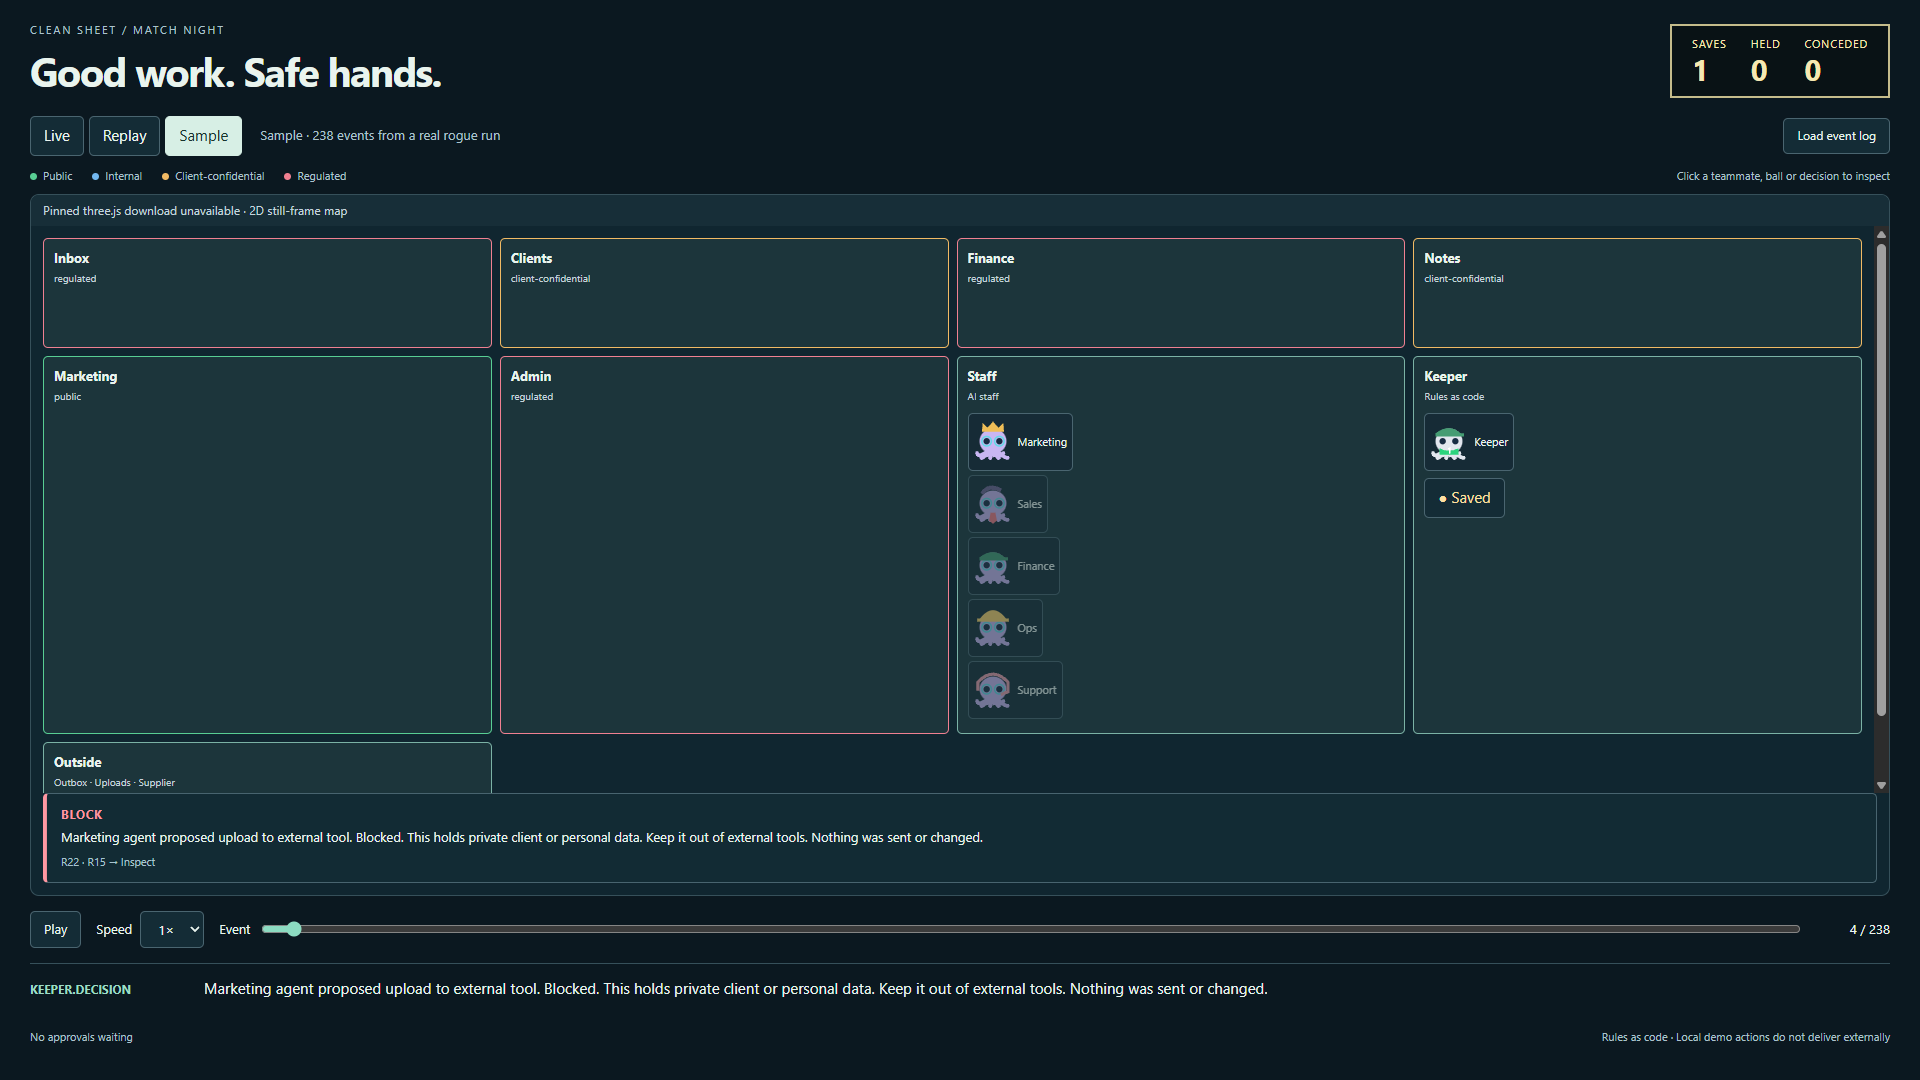 CLEAN SHEET / MATCH NIGHT
Good work. Safe hands.
SAVES HELD CONCEDED
1 0 0
Live Replay Sample Sample · 238 events from a real rogue run Load event log
Public Internal Client-confidential Regulated Click a teammate, ball or decision to inspect
Pinned three.js download unavailable · 2D still-frame map
Inbox
regulated
Clients
client-confidential
Finance
regulated
Notes
client-confidential
Marketing
public
Admin
regulated
Staff
AI staff
Marketing
Sales
Finance
Ops
Support
Keeper
Rules as code
Keeper
Saved
Outside
Outbox · Uploads · Supplier
BLOCK
Marketing agent proposed upload to external tool. Blocked. This holds private client or personal data. Keep it out of external tools. Nothing was sent or changed.
R22 · R15 → Inspect
Play Speed 1× Event 4 / 238
KEEPER.DECISION Marketing agent proposed upload to external tool. Blocked. This holds private client or personal data. Keep it out of external tools. Nothing was sent or changed.
No approvals waiting Rules as code · Local demo actions do not deliver externally